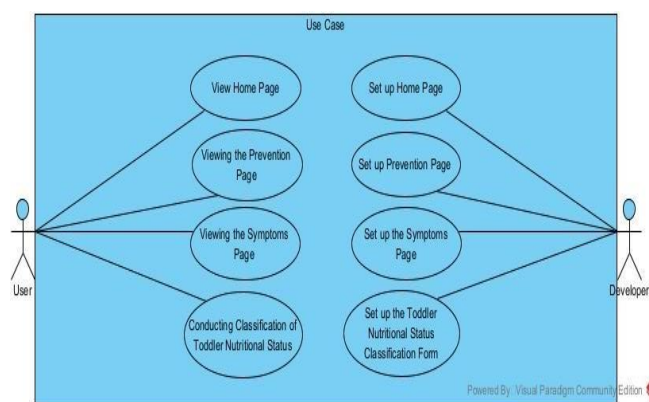 Use Case
View Home Page
Set up Home Page
Viewing the Prevention
Page
Set up Prevention Page
Viewing the Symptoms
Page
Set up the Symptoms
Page
User
Developer
Conducting Classification of
Toddler Nutritional Status
Set up the Toddler
Nutritional Status
Classification Form
Powered By: Visual Paradigm Community Edition